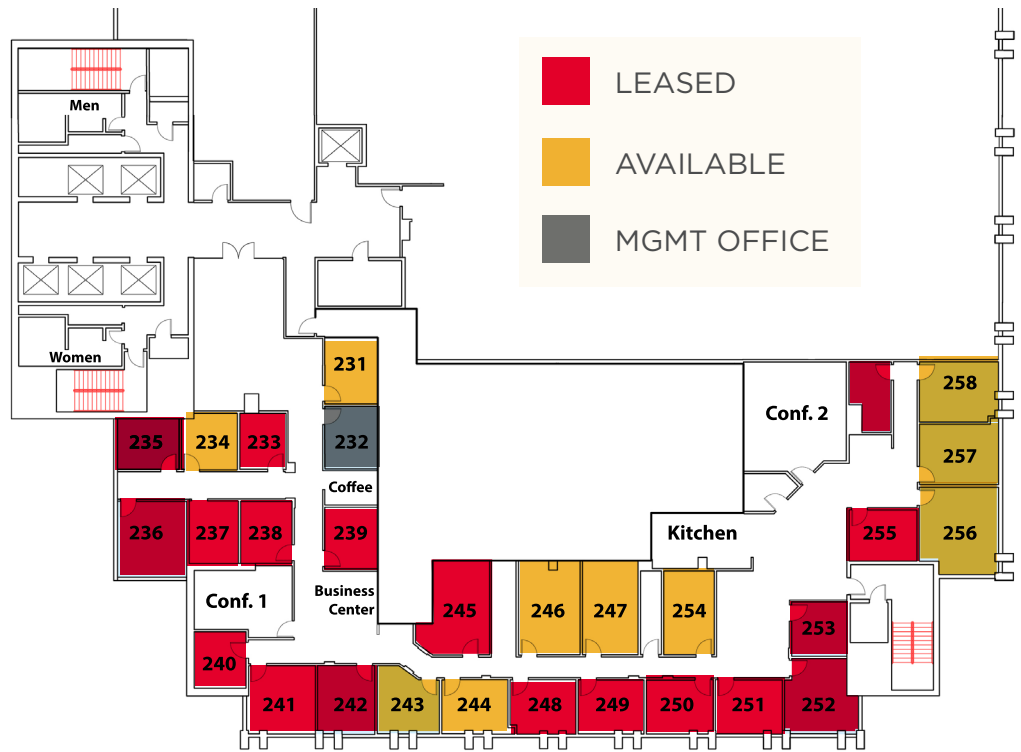 LEASED
AVAILABLE
MGMT OFFICE
Men
Women
231
232
233
234
235
Coffee
236
237
238
239
Business
Center
Conf. 1
240
241
242
243
244
245
246
247
248
249
250
251
252
253
254
255
256
257
258
Conf. 2
Kitchen